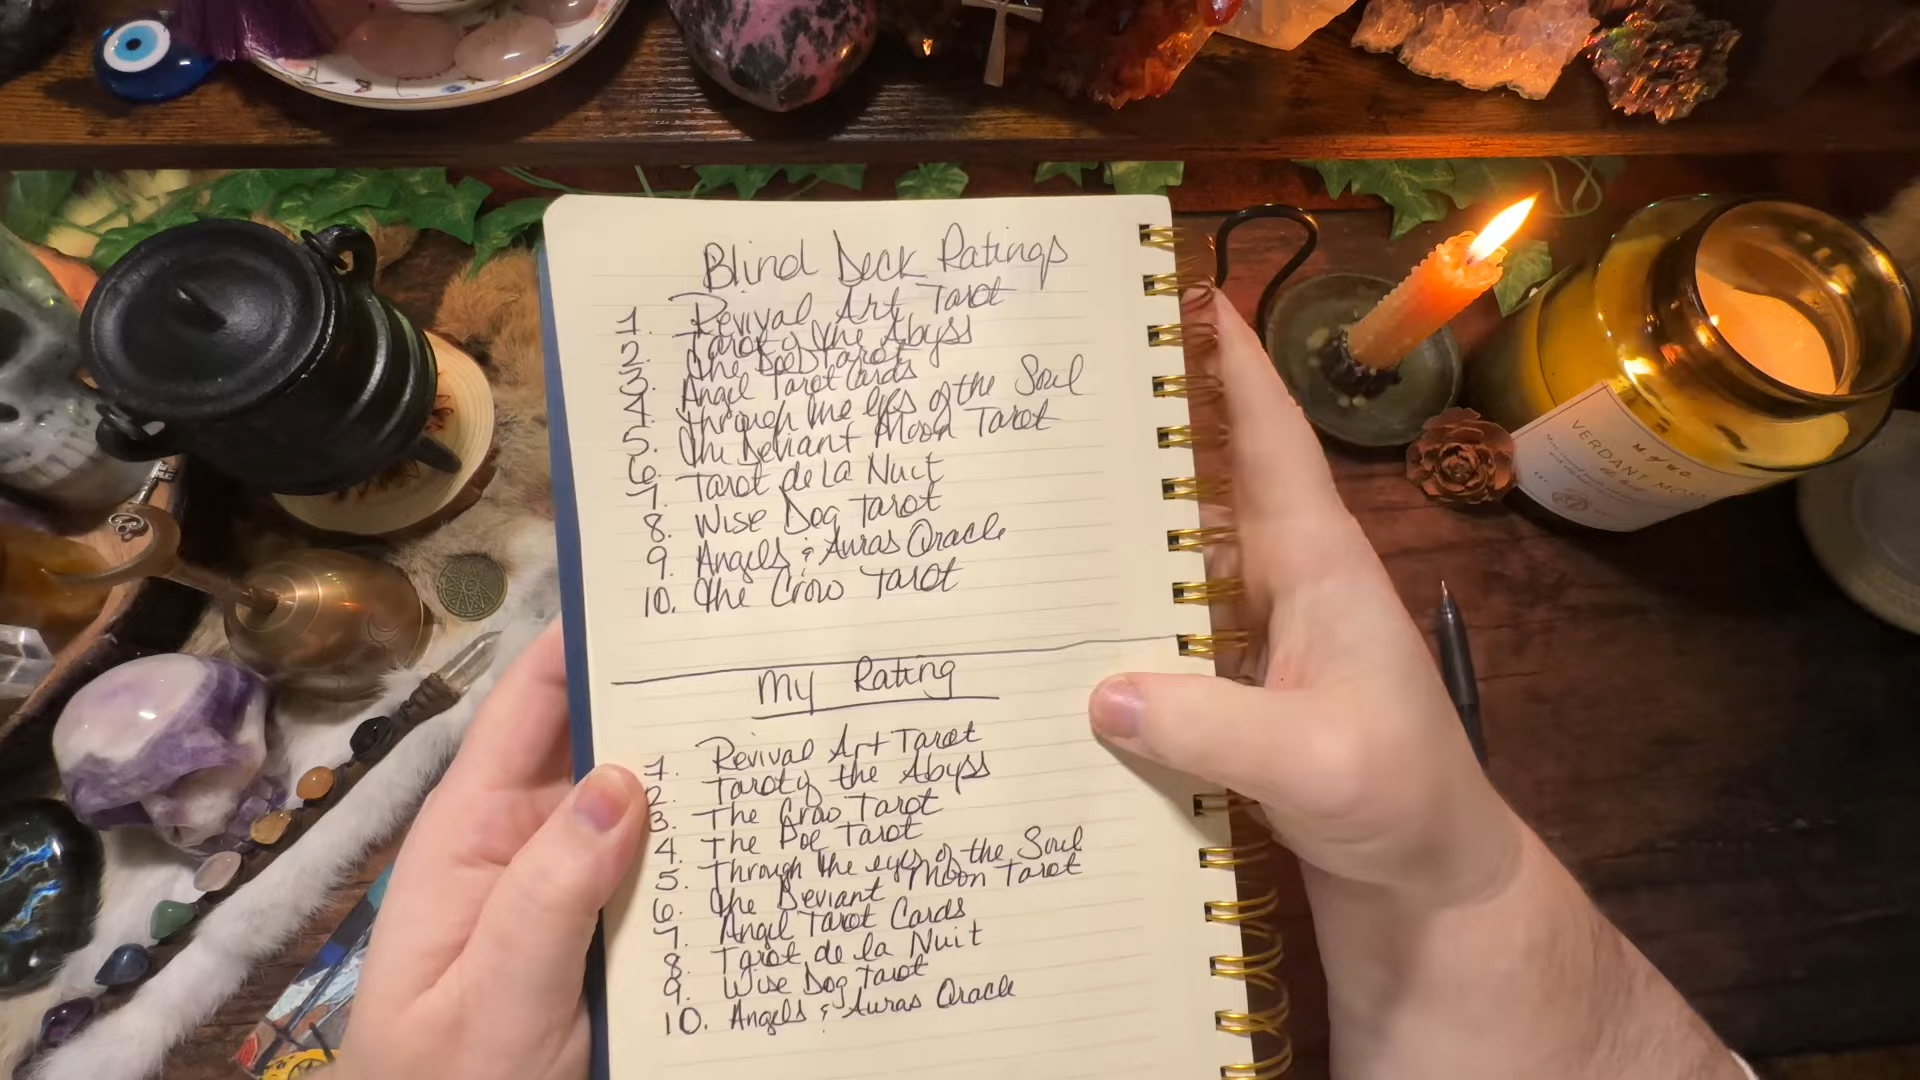 Blind Deck Ratings
1. Revival Art Tarot
2. Tarot of the Abyss
3. The Poe Tarot
4. Angel Tarot Cards
5. Through the eyes of the Soul
6. The Deviant Moon Tarot
7. Tarot de La Nuit
8. Wise Dog Tarot
9. Angels & Auras Oracle
10. The Crow Tarot
My Rating
1. Revival Art Tarot
2. Tarot of the Abyss
3. The Crow Tarot
4. The Poe Tarot
5. Through the eyes of the Soul
6. The Deviant Moon Tarot
7. Angel Tarot Cards
8. Tarot de la Nuit
9. Wise Dog Tarot
10. Angels & Auras Oracle
VERDANT MOSS